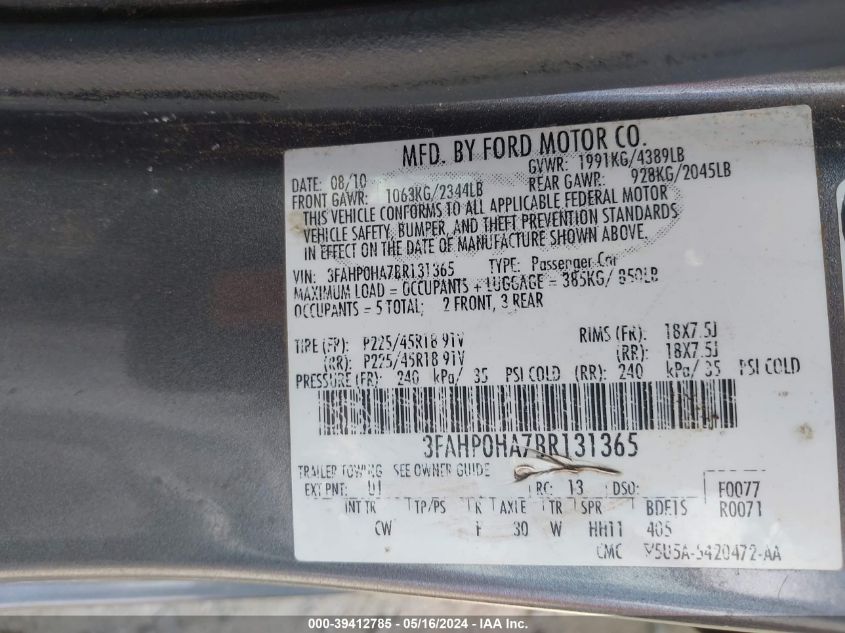 MFD. BY FORD MOTOR CO.
DATE: 08/10 GVWR: 1991KG/4389LB
FRONT GAWR: 1063KG/2344LB REAR GAWR: 928KG/2045LB
THIS VEHICLE CONFORMS TO ALL APPLICABLE FEDERAL MOTOR
VEHICLE SAFETY, BUMPER, AND THEFT PREVENTION STANDARDS
IN EFFECT ON THE DATE OF MANUFACTURE SHOWN ABOVE.
VIN: 3FAHP0HA7BR131365 TYPE: Passenger Car
MAXIMUM LOAD = OCCUPANTS + LUGGAGE = 385KG/ 850LB
OCCUPANTS = 5 TOTAL; 2 FRONT, 3 REAR
TIRE (FR): P225/45R18 91V RIMS (FR): 18X7.5J
(RR): P225/45R18 91V (RR): 18X7.5J
PRESSURE (FR): 240 kPa/ 35 PSI COLD (RR): 240 kPa/ 35 PSI COLD
3FAHP0HA7BR131365
TRAILER TOWING SEE OWNER GUIDE
EXT PNT: UJ RC: 13 DSO: F0077
R0071
INT TR TP/PS R AXLE TR SPR BDE1S
CW 30 W HH11 405
CMC 5U5A-5420472-AA
000-39412785 - 05/16/2024 - IAA Inc.